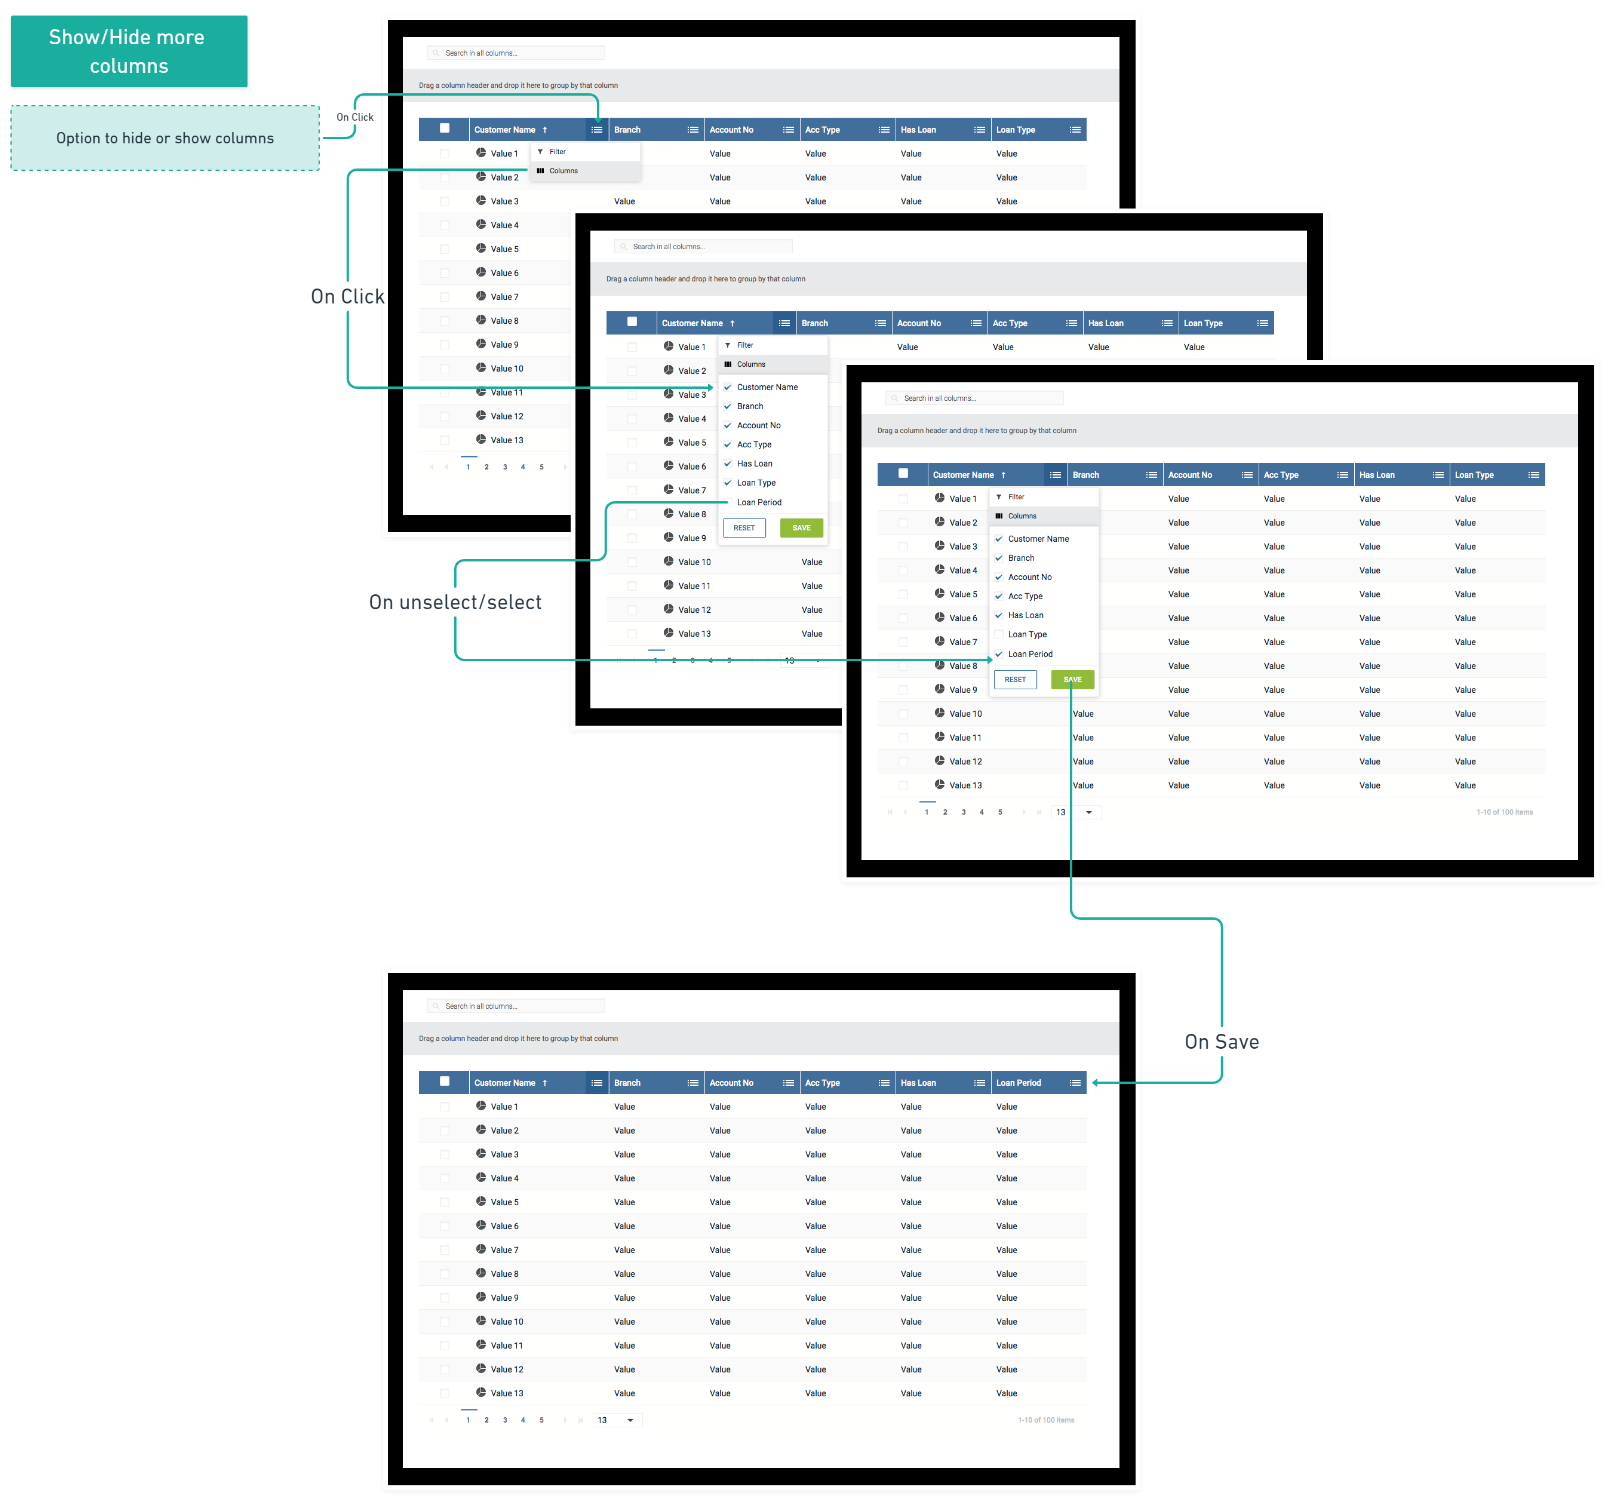 Show/Hide more
columns
Option to hide or show columns
On Click
Search in all columns...
Drag a column header and drop it here to group by that column
Customer Name ↑ Branch Account No Acc Type Has Loan Loan Type
Value 1 Value Value Value Value
Filter
Value 2 Value Value Value Value
Columns
Value 3 Value Value Value Value Value
Value 4
Value 5
Value 6
Value 7
Value 8
Value 9
Value 10
Value 11
Value 12
Value 13
1 2 3 4 5
On Click
Search in all columns...
Drag a column header and drop it here to group by that column
Customer Name ↑ Branch Account No Acc Type Has Loan Loan Type
Value 1 Value Value Value Value
Value 2
Value 3
Value 4
Value 5
Value 6
Value 7
Value 8
Value 9
Value 10 Value
Value 11 Value
Value 12 Value
Value 13 Value
1 2 3 4 5 13
Filter
Columns
Customer Name
Branch
Account No
Acc Type
Has Loan
Loan Type
Loan Period
RESET SAVE
On unselect/select
Search in all columns...
Drag a column header and drop it here to group by that column
Customer Name ↑ Branch Account No Acc Type Has Loan Loan Type
Value 1 Value Value Value Value
Value 2 Value Value Value Value
Value 3 Value Value Value Value
Value 4 Value Value Value Value
Value 5 Value Value Value Value
Value 6 Value Value Value Value
Value 7 Value Value Value Value
Value 8 Value Value Value Value
Value 9 Value Value Value Value
Value 10 Value Value Value Value Value
Value 11 Value Value Value Value Value
Value 12 Value Value Value Value Value
Value 13 Value Value Value Value Value
1 2 3 4 5 13 1-10 of 100 items
Filter
Columns
Customer Name
Branch
Account No
Acc Type
Has Loan
Loan Type
Loan Period
RESET SAVE
On Save
Search in all columns...
Drag a column header and drop it here to group by that column
Customer Name ↑ Branch Account No Acc Type Has Loan Loan Period
Value 1 Value Value Value Value Value
Value 2 Value Value Value Value Value
Value 3 Value Value Value Value Value
Value 4 Value Value Value Value Value
Value 5 Value Value Value Value Value
Value 6 Value Value Value Value Value
Value 7 Value Value Value Value Value
Value 8 Value Value Value Value Value
Value 9 Value Value Value Value Value
Value 10 Value Value Value Value Value
Value 11 Value Value Value Value Value
Value 12 Value Value Value Value Value
Value 13 Value Value Value Value Value
1 2 3 4 5 13 1-10 of 100 items